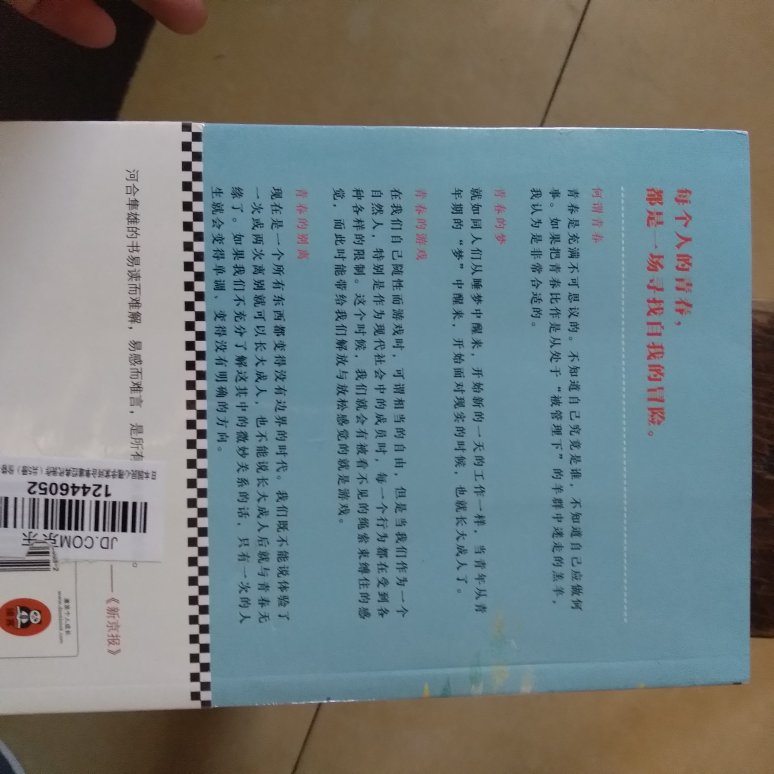 每个人的青春，
都是一场寻找自我的冒险。
何谓青春
青春是充满不可思议的。不知道自己究竟是谁，不知道自己应做何
事。如果把青春比作是从处于“被管理下”的羊群中迷走的羔羊，
我认为是非常合适的。
青春的梦
就如同人们从睡梦中醒来，开始新的一天的工作一样，当青年从青
年期的“梦”中醒来，开始面对现实的时候，也就长大成人了。
青春的游戏
在我们自己随性而游戏时，可谓相当的自由，但是当我们作为一个
自然人，特别是作为现代社会中的成员时，每一个行为都在受到各
种各样的限制。这个时候，我们就会有被看不见的绳索束缚住的感
觉，而此时能带给我们解放与放松感觉的就是游戏。
青春的别离
现在是一个所有东西都变得没有边界的时代。我们既不能说体验了
一次或两次离别就可以长大成人，也不能说长大成人后就与青春无
缘了。如果我们不充分了解这其中的微妙关系的话，只有一次的人
生就会变得单调、变得没有明确的方向。
河合隼雄的书易读而难解，易感而难言，是所有
——《新京报》
12446052
JD.COM京东
激发个人成长